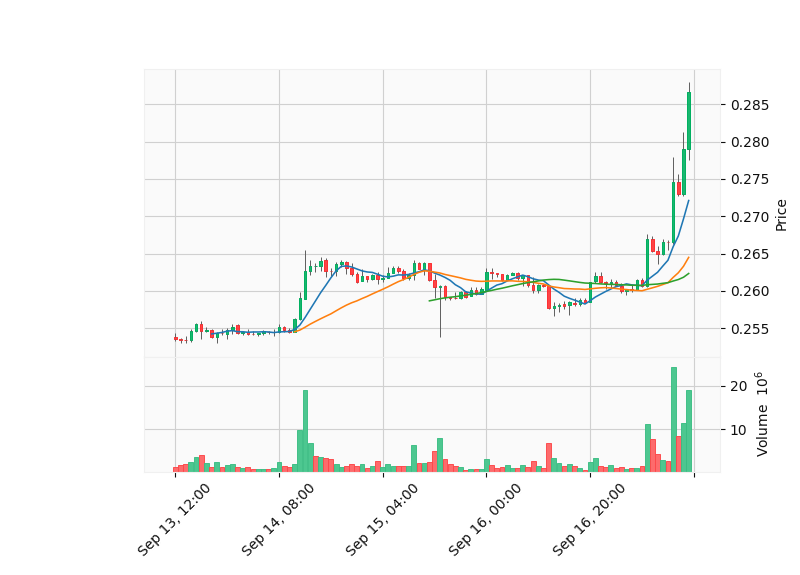 0.285
0.280
0.275
0.270
0.265
0.260
0.255
Price
20
10
Volume 10⁶
Sep 13, 12:00
Sep 14, 08:00
Sep 15, 04:00
Sep 16, 00:00
Sep 16, 20:00